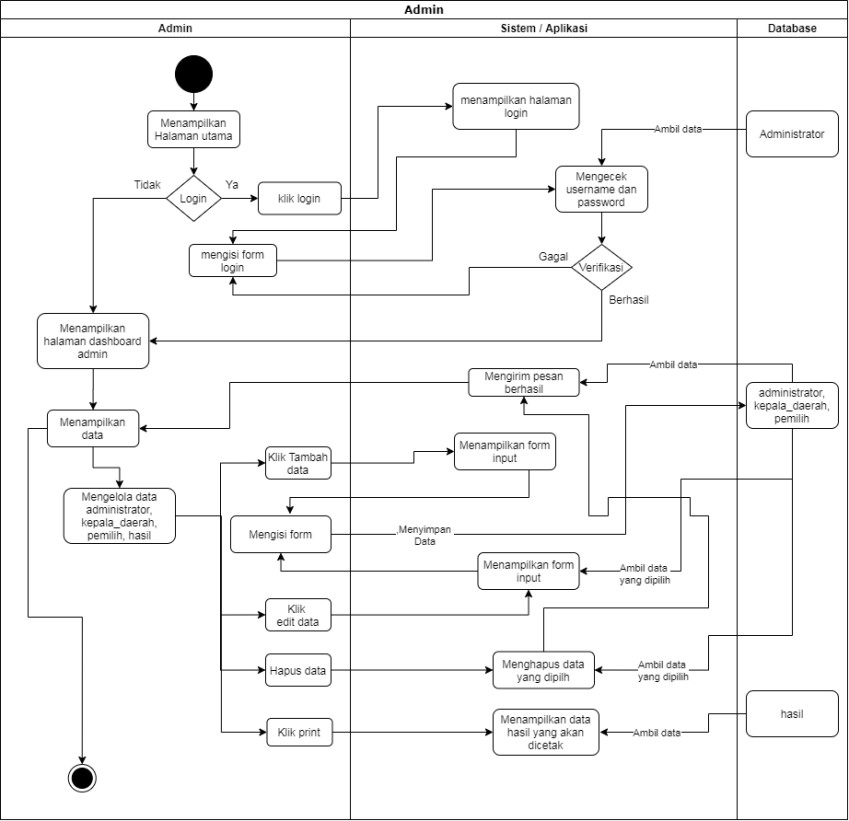 Admin
Admin
Sistem / Aplikasi
Database
Menampilkan
Halaman utama
menampilkan halaman
login
Ambil data
Administrator
Tidak
Ya
Login
klik login
Mengecek
username dan
password
mengisi form
login
Gagal
Verifikasi
Berhasil
Menampilkan
halaman dashboard
admin
Mengirim pesan
berhasil
Ambil data
administrator,
kepala_daerah,
pemilih
Menampilkan
data
Klik Tambah
data
Menampilkan form
input
Mengelola data
administrator,
kepala_daerah,
pemilih, hasil
Mengisi form
,Menyimpan
Data
Menampilkan form
input
Ambil data
yang dipilih
Klik
edit data
Hapus data
Menghapus data
yang dipilh
Ambil data
yang dipilih
Klik print
Menampilkan data
hasil yang akan
dicetak
Ambil data
hasil